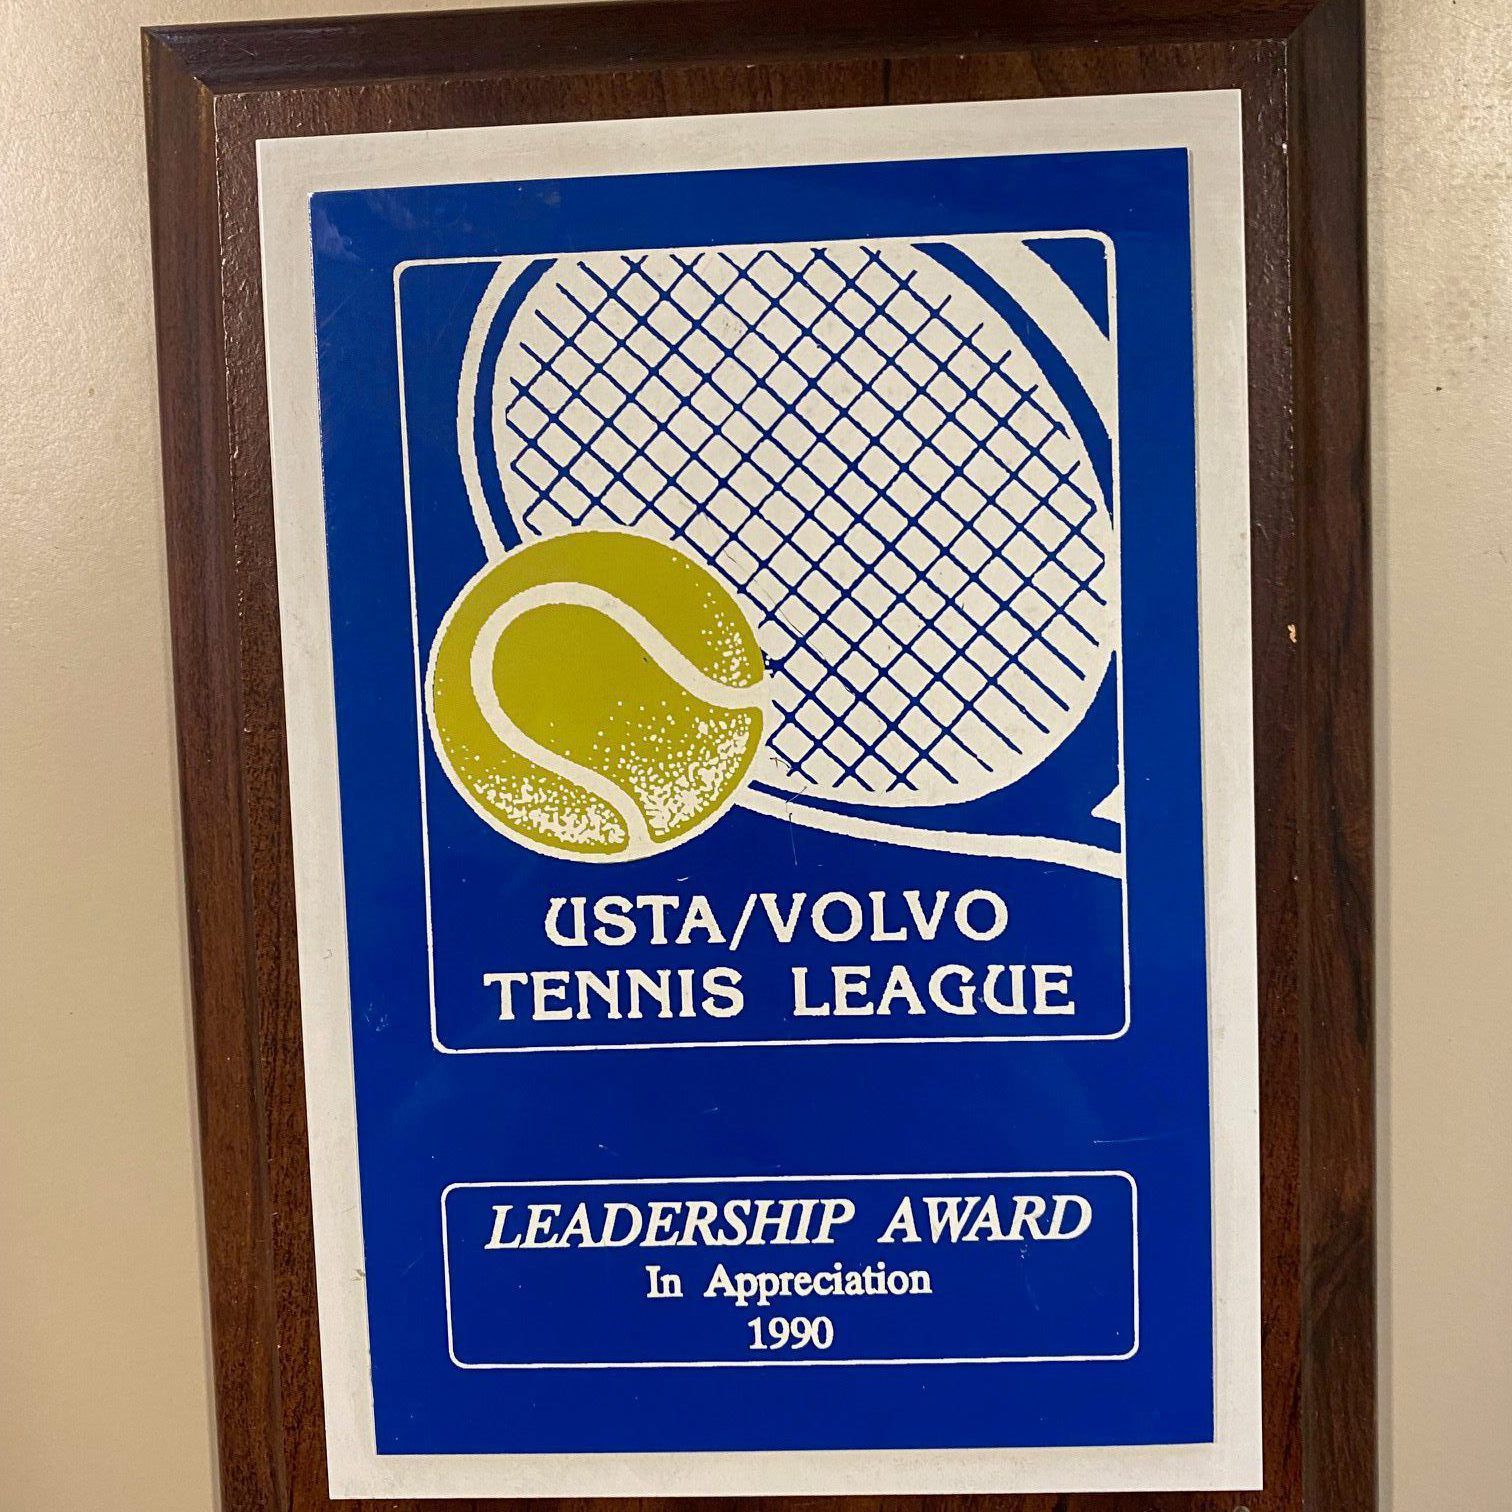 USTA/VOLVO
TENNIS LEAGUE
LEADERSHIP AWARD
In Appreciation
1990